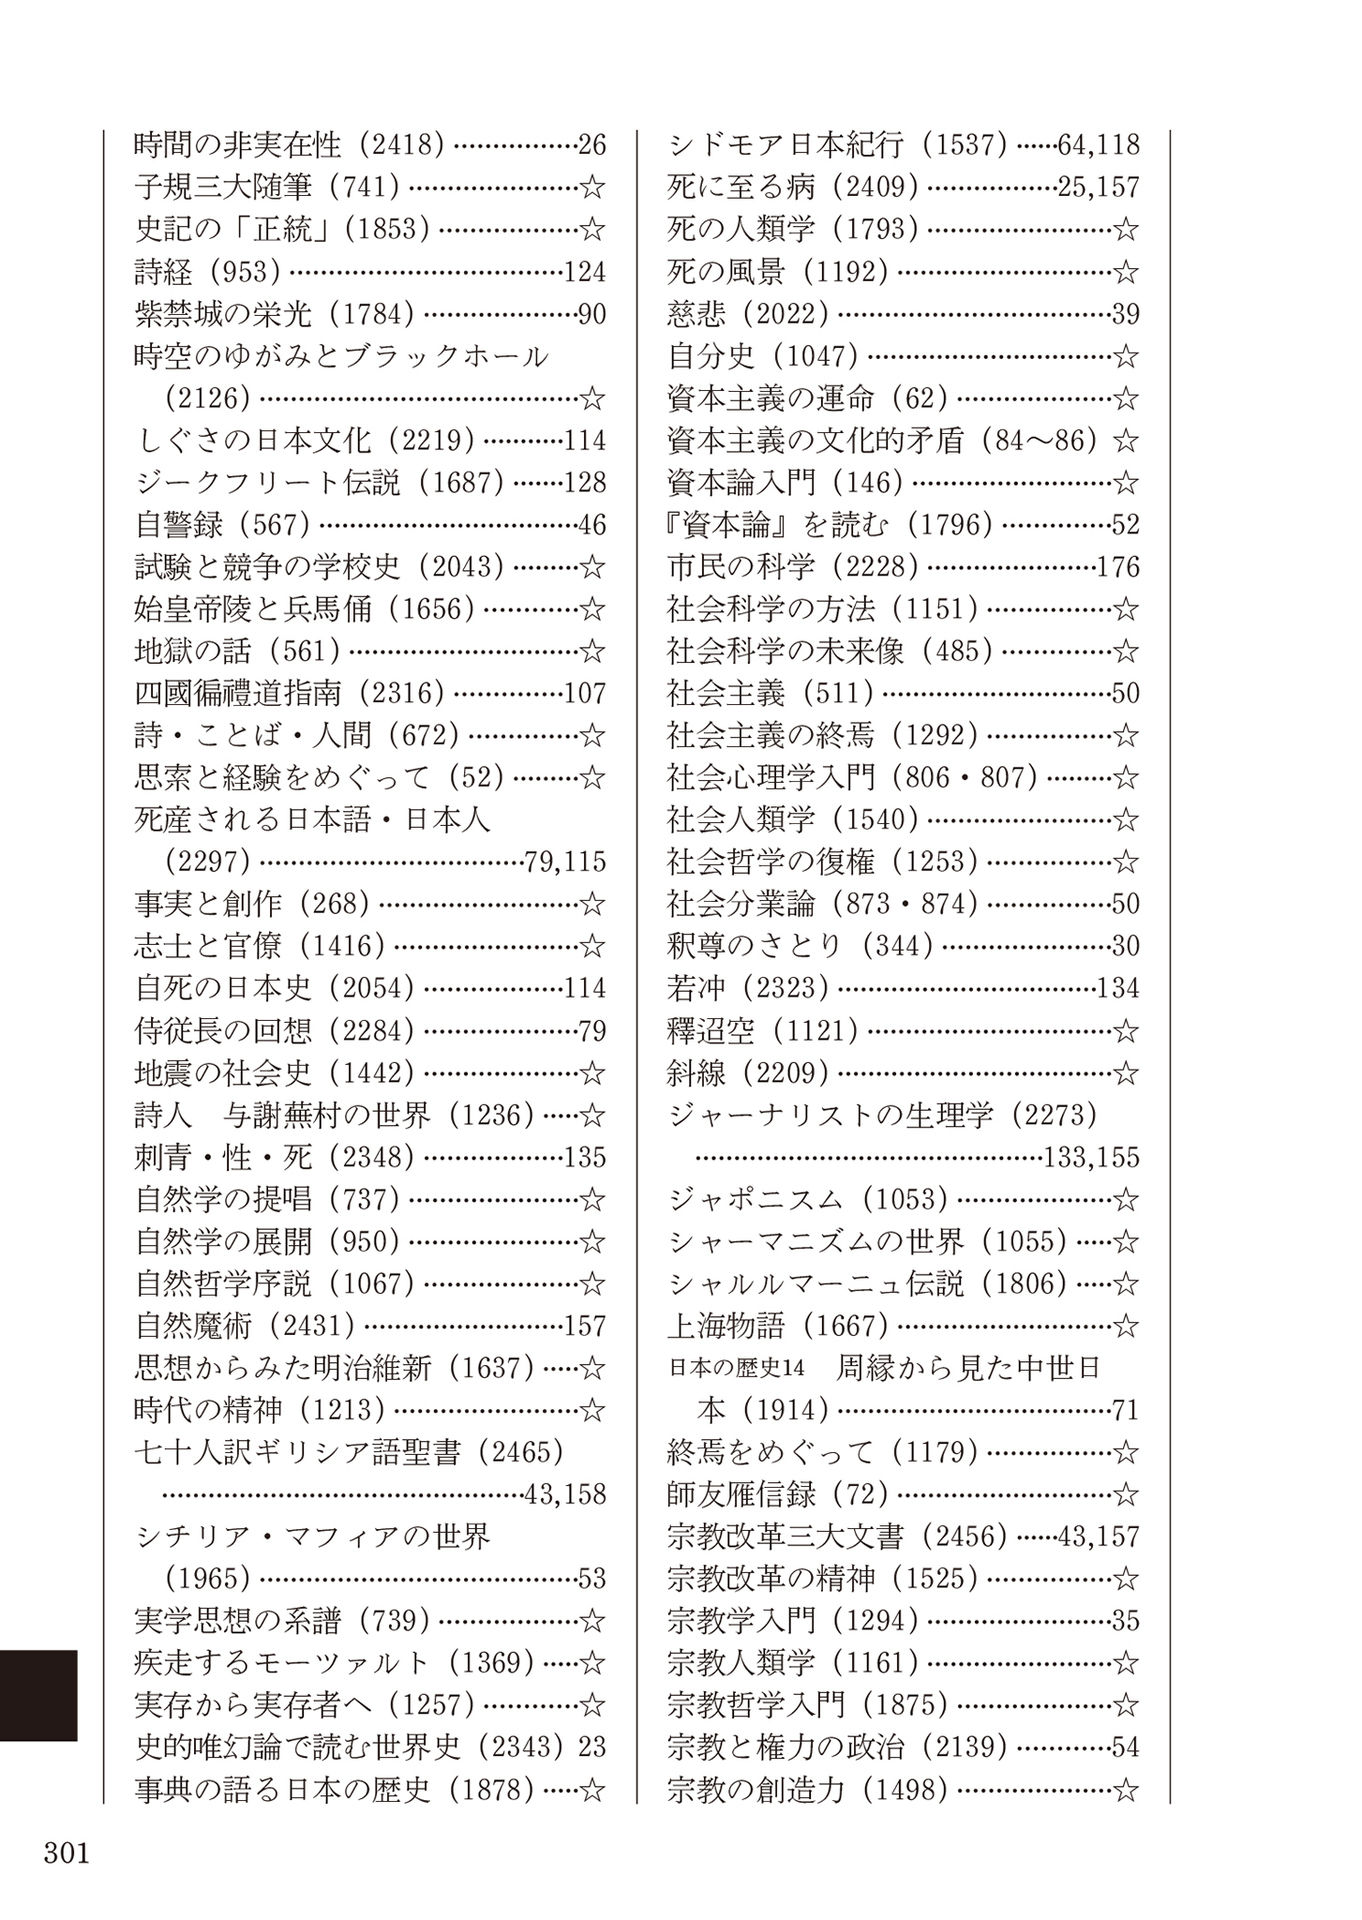 時間の非実在性（2418）………………26
子規三大随筆（741）……………………☆
史記の「正統」（1853）…………………☆
詩経（953）………………………………124
紫禁城の栄光（1784）…………………90
時空のゆがみとブラックホール
（2126）……………………………………☆
しぐさの日本文化（2219）…………114
ジークフリート伝説（1687）……128
自警録（567）……………………………46
試験と競争の学校史（2043）………☆
始皇帝陵と兵馬俑（1656）…………☆
地獄の話（561）…………………………☆
四國徧禮道指南（2316）……………107
詩・ことば・人間（672）……………☆
思索と経験をめぐって（52）………☆
死産される日本語・日本人
（2297）………………………………79,115
事実と創作（268）………………………☆
志士と官僚（1416）……………………☆
自死の日本史（2054）………………114
侍従長の回想（2284）…………………79
地震の社会史（1442）…………………☆
詩人　与謝蕪村の世界（1236）……☆
刺青・性・死（2348）………………135
自然学の提唱（737）……………………☆
自然学の展開（950）……………………☆
自然哲学序説（1067）…………………☆
自然魔術（2431）………………………157
思想からみた明治維新（1637）……☆
時代の精神（1213）……………………☆
七十人訳ギリシア語聖書（2465）
…………………………………………43,158
シチリア・マフィアの世界
（1965）……………………………………53
実学思想の系譜（739）………………☆
疾走するモーツァルト（1369）……☆
実存から実存者へ（1257）…………☆
史的唯幻論で読む世界史（2343）23
事典の語る日本の歴史（1878）……☆
シドモア日本紀行（1537）……64,118
死に至る病（2409）………………25,157
死の人類学（1793）……………………☆
死の風景（1192）………………………☆
慈悲（2022）………………………………39
自分史（1047）……………………………☆
資本主義の運命（62）…………………☆
資本主義の文化的矛盾（84〜86）☆
資本論入門（146）………………………☆
『資本論』を読む（1796）……………52
市民の科学（2228）…………………176
社会科学の方法（1151）………………☆
社会科学の未来像（485）……………☆
社会主義（511）…………………………50
社会主義の終焉（1292）………………☆
社会心理学入門（806・807）………☆
社会人類学（1540）……………………☆
社会哲学の復権（1253）………………☆
社会分業論（873・874）………………50
釈尊のさとり（344）……………………30
若冲（2323）……………………………134
釋迢空（1121）……………………………☆
斜線（2209）………………………………☆
ジャーナリストの生理学（2273）
………………………………………133,155
ジャポニスム（1053）…………………☆
シャーマニズムの世界（1055）……☆
シャルルマーニュ伝説（1806）……☆
上海物語（1667）………………………☆
日本の歴史14　周縁から見た中世日
本（1914）………………………………71
終焉をめぐって（1179）………………☆
師友雁信録（72）………………………☆
宗教改革三大文書（2456）……43,157
宗教改革の精神（1525）………………☆
宗教学入門（1294）……………………35
宗教人類学（1161）……………………☆
宗教哲学入門（1875）…………………☆
宗教と権力の政治（2139）…………54
宗教の創造力（1498）…………………☆
301